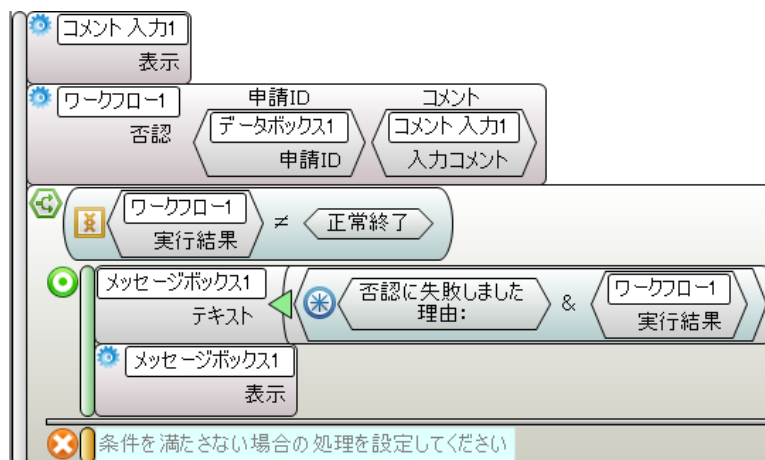 コメント 入力1
表示
ワークフロー1
否認
申請ID
データボックス1
申請ID
コメント
コメント 入力1
入力コメント
ワークフロー1
実行結果
≠
正常終了
メッセージボックス1
テキスト
否認に失敗しました
理由:
&
ワークフロー1
実行結果
メッセージボックス1
表示
条件を満たさない場合の処理を設定してください